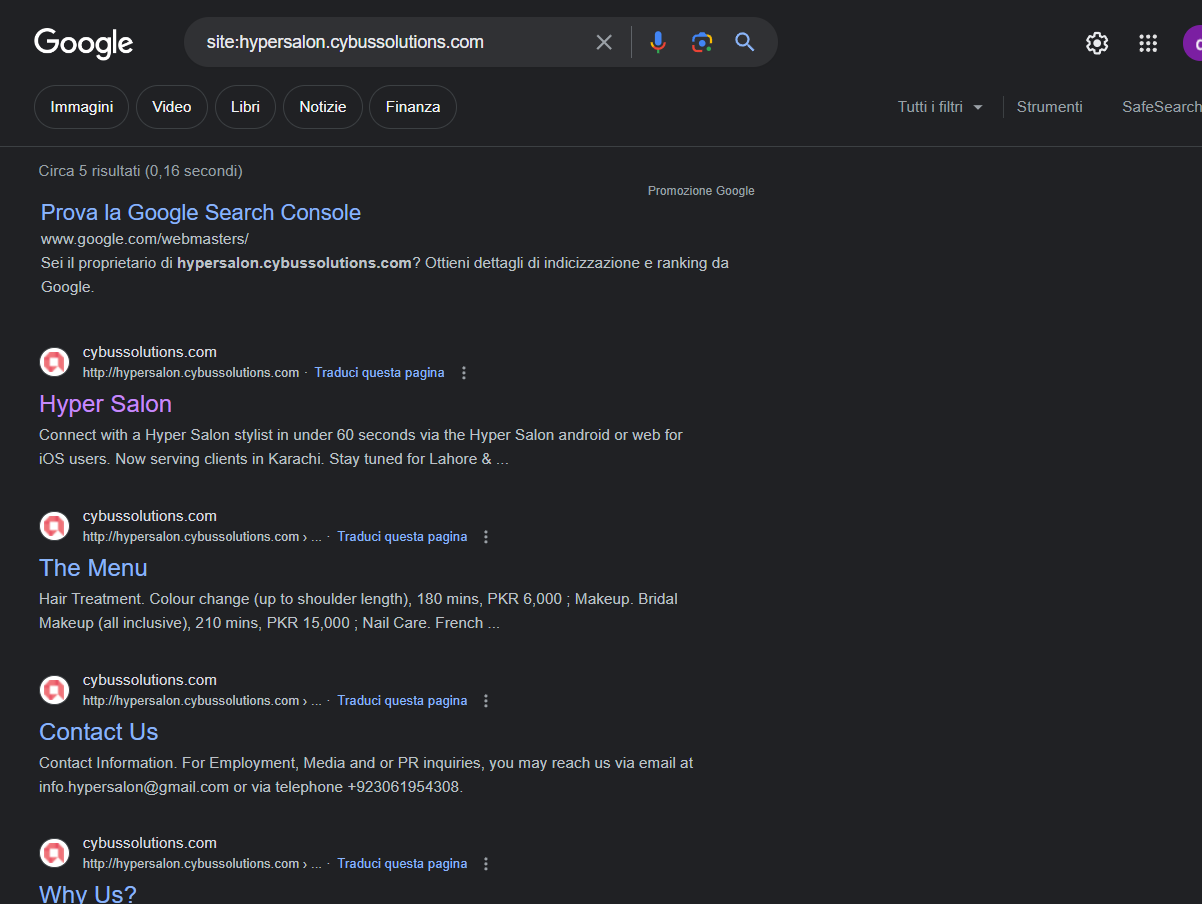 Google
site:hypersalon.cybussolutions.com
Immagini Video Libri Notizie Finanza Tutti i filtri Strumenti SafeSearch
Circa 5 risultati (0,16 secondi)
Promozione Google
Prova la Google Search Console
www.google.com/webmasters/
Sei il proprietario di hypersalon.cybussolutions.com? Ottieni dettagli di indicizzazione e ranking da
Google.
cybussolutions.com
http://hypersalon.cybussolutions.com · Traduci questa pagina
Hyper Salon
Connect with a Hyper Salon stylist in under 60 seconds via the Hyper Salon android or web for
iOS users. Now serving clients in Karachi. Stay tuned for Lahore & ...
cybussolutions.com
http://hypersalon.cybussolutions.com › ... · Traduci questa pagina
The Menu
Hair Treatment. Colour change (up to shoulder length), 180 mins, PKR 6,000 ; Makeup. Bridal
Makeup (all inclusive), 210 mins, PKR 15,000 ; Nail Care. French ...
cybussolutions.com
http://hypersalon.cybussolutions.com › ... · Traduci questa pagina
Contact Us
Contact Information. For Employment, Media and or PR inquiries, you may reach us via email at
info.hypersalon@gmail.com or via telephone +923061954308.
cybussolutions.com
http://hypersalon.cybussolutions.com › ... · Traduci questa pagina
Why Us?